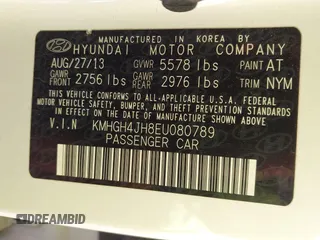 MANUFACTURED IN KOREA BY
HYUNDAI MOTOR COMPANY
AUG/27/13 GVWR 5578 lbs PAINT AT
GAWR FRT 2756 lbs GAWR RR 2976 lbs TRIM NYM
THIS VEHICLE CONFORMS TO ALL APPLICABLE U.S.A. FEDERAL MOTOR
VEHICLE SAFETY, BUMPER, AND THEFT PREVENTION STANDARDS IN
EFFECT ON THE DATE OF MANUFACTURE SHOWN ABOVE.
V.I.N KMHGH4JH8EU080789
PASSENGER CAR
DREAMBID